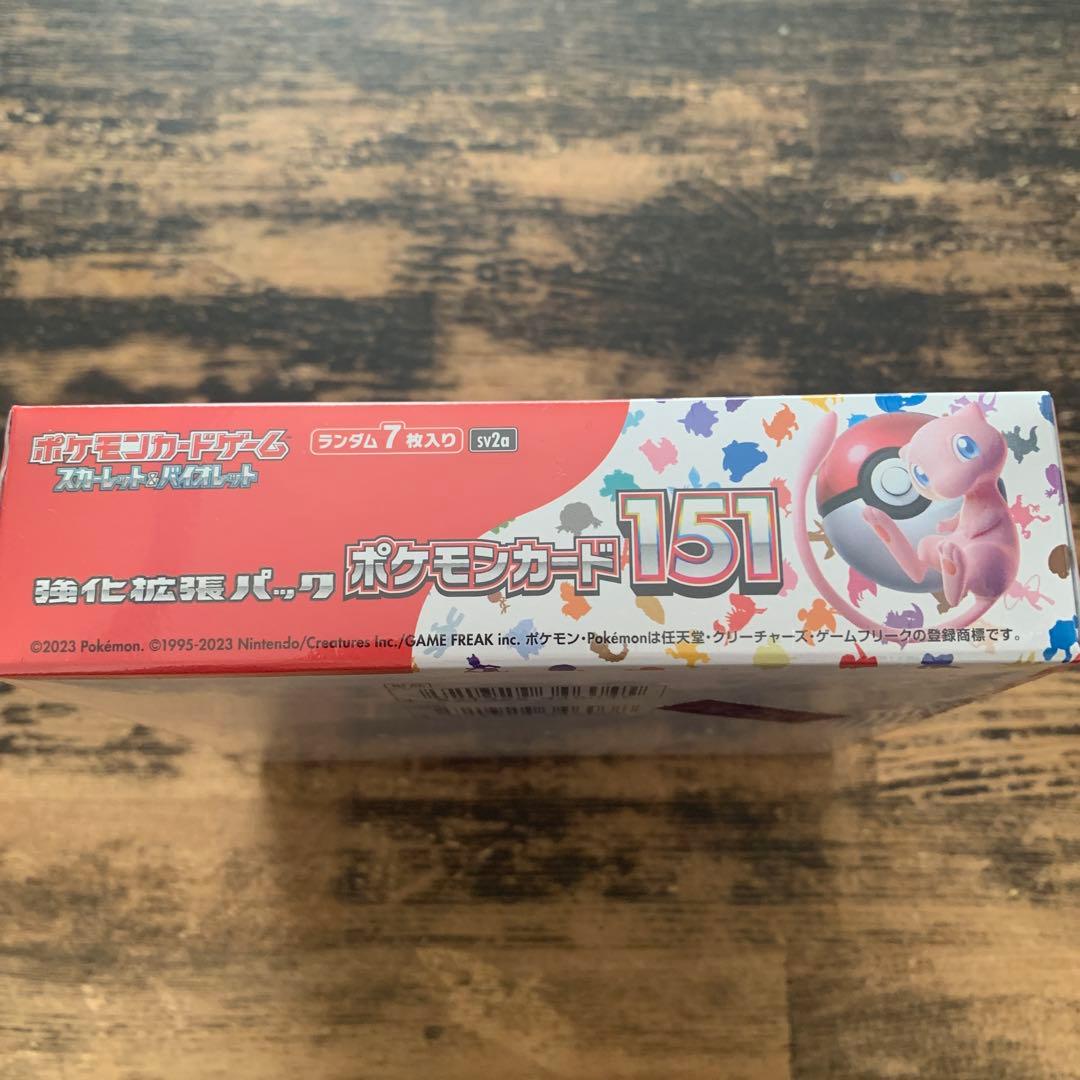 ポケモンカードゲーム
スカーレット&バイオレット
ランダム7枚入り
sv2a
強化拡張パック ポケモンカード151
©2023 Pokémon. ©1995-2023 Nintendo/Creatures Inc./GAME FREAK inc. ポケモン・Pokémonは任天堂・クリーチャーズ・ゲームフリークの登録商標です。